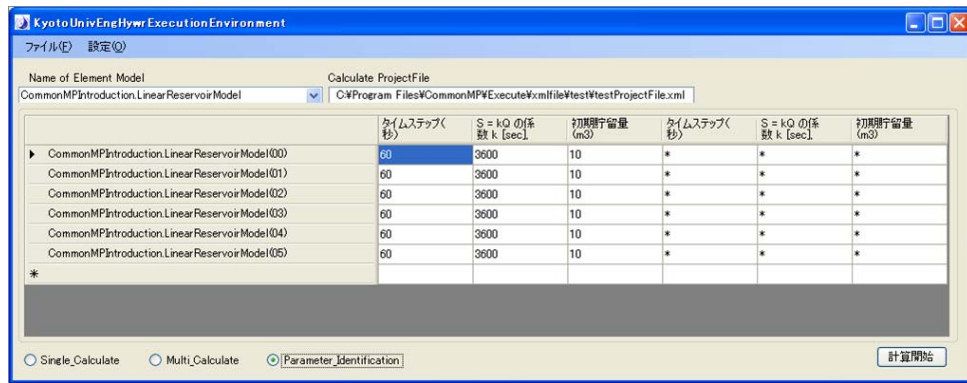 KyotoUnivEngHywrExecutionEnvironment
ファイル(F) 設定(O)
Name of Element Model Calculate ProjectFile
CommonMPIntroduction.LinearReservoirModel C:¥Program Files¥CommonMP¥Execute¥xmlfile¥test¥testProjectFile.xml
タイムステップ( S = kQ の係 初期貯留量 タイムステップ( S = kQ の係 初期貯留量
秒) 数 k [sec] (m3) 秒) 数 k [sec] (m3)
CommonMPIntroduction.LinearReservoirModel(00) 60 3600 10 * * *
CommonMPIntroduction.LinearReservoirModel(01) 60 3600 10 * * *
CommonMPIntroduction.LinearReservoirModel(02) 60 3600 10 * * *
CommonMPIntroduction.LinearReservoirModel(03) 60 3600 10 * * *
CommonMPIntroduction.LinearReservoirModel(04) 60 3600 10 * * *
CommonMPIntroduction.LinearReservoirModel(05) 60 3600 10 * * *
*
Single_Calculate Multi_Calculate Parameter_Identification 計算開始